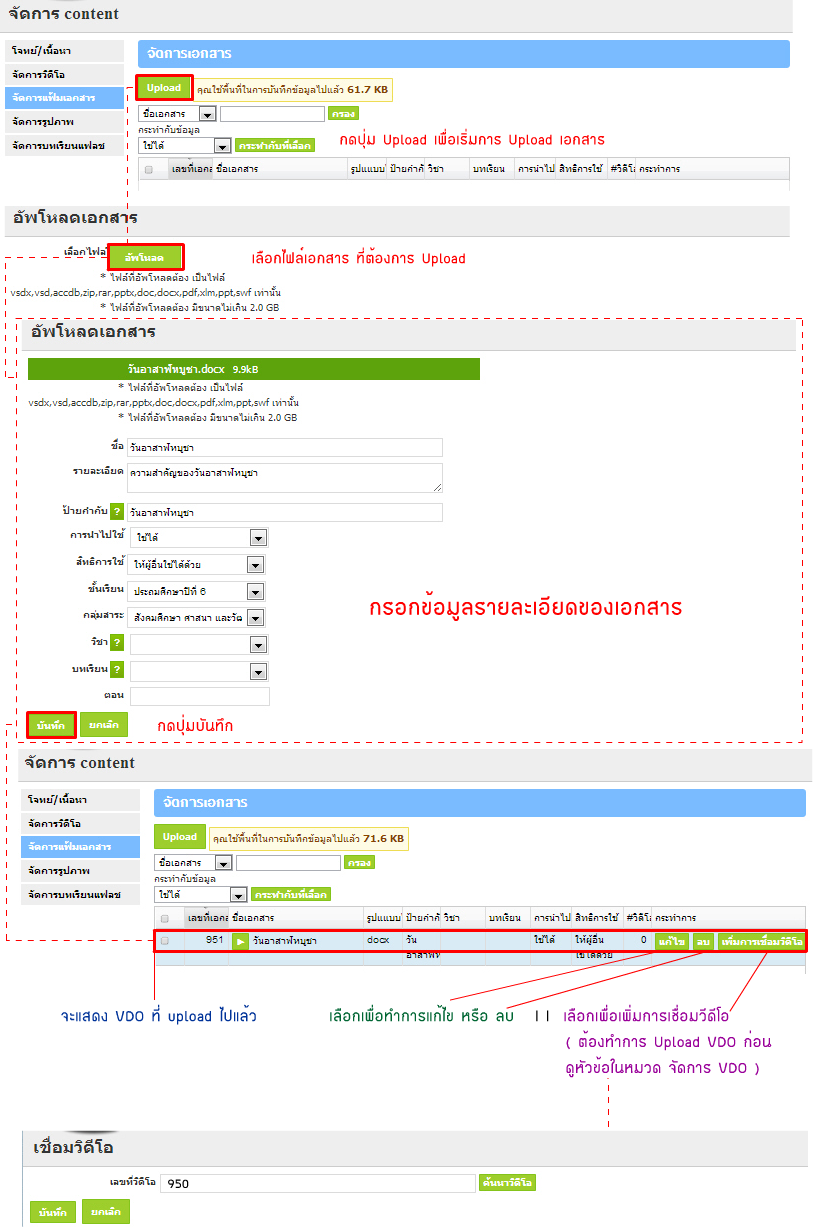 จัดการ content
โจทย์/เนื้อหา
จัดการวิดีโอ
จัดการแฟ้มเอกสาร
จัดการรูปภาพ
จัดการบทเรียนแฟลช
จัดการเอกสาร
Upload คุณใช้พื้นที่ในการบันทึกข้อมูลไปแล้ว 61.7 KB
ชื่อเอกสาร กรอง
กระทำกับข้อมูล
ใช้ได้ กระทำกับที่เลือก
กดปุ่ม Upload เพื่อเริ่มการ Upload เอกสาร
เลขที่เอกส ชื่อเอกสาร รูปแบบบ ป้ายกำกั วิชา บทเรียน การนำไป สิทธิการใช้ #วิดีโ กระทำการ
อัพโหลดเอกสาร
เลือกไฟล์ อัพโหลด
เลือกไฟล์เอกสาร ที่ต้องการ Upload
* ไฟล์ที่อัพโหลดต้อง เป็นไฟล์
vsdx,vsd,accdb,zip,rar,pptx,doc,docx,pdf,xlm,ppt,swf เท่านั้น
* ไฟล์ที่อัพโหลดต้อง มีขนาดไม่เกิน 2.0 GB
อัพโหลดเอกสาร
วันอาสาฬหบูชา.docx 9.9kB
* ไฟล์ที่อัพโหลดต้อง เป็นไฟล์
vsdx,vsd,accdb,zip,rar,pptx,doc,docx,pdf,xlm,ppt,swf เท่านั้น
* ไฟล์ที่อัพโหลดต้อง มีขนาดไม่เกิน 2.0 GB
ชื่อ วันอาสาฬหบูชา
รายละเอียด ความสำคัญของวันอาสาฬหบูชา
ป้ายกำกับ ? วันอาสาฬหบูชา
การนำไปใช้ ใช้ได้
สิทธิการใช้ ให้ผู้อื่นใช้ได้ด้วย
ชั้นเรียน ประถมศึกษาปีที่ 6
กลุ่มสาระ สังคมศึกษา ศาสนา และวัฒ
วิชา ?
บทเรียน ?
ตอน
กรอกข้อมูลรายละเอียดของเอกสาร
บันทึก ยกเลิก กดปุ่มบันทึก
จัดการ content
โจทย์/เนื้อหา
จัดการวิดีโอ
จัดการแฟ้มเอกสาร
จัดการรูปภาพ
จัดการบทเรียนแฟลช
จัดการเอกสาร
Upload คุณใช้พื้นที่ในการบันทึกข้อมูลไปแล้ว 71.6 KB
ชื่อเอกสาร กรอง
กระทำกับข้อมูล
ใช้ได้ กระทำกับที่เลือก
เลขที่เอกส ชื่อเอกสาร รูปแบบบ ป้ายกำกั วิชา บทเรียน การนำไป สิทธิการใช้ #วิดีโ กระทำการ
951 วันอาสาฬหบูชา docx วัน ใช้ได้ ให้ผู้อื่น 0 แก้ไข ลบ เพิ่มการเชื่อมวิดีโอ
อาสาฬห ใช้ได้ด้วย
จะแสดง VDO ที่ upload ไปแล้ว
เลือกเพื่อทำการแก้ไข หรือ ลบ || เลือกเพื่อเพิ่มการเชื่อมวีดีโอ
( ต้องทำการ Upload VDO ก่อน
ดูหัวข้อในหมวด จัดการ VDO )
เชื่อมวิดีโอ
เลขที่วิดีโอ 950 ค้นหาวิดีโอ
บันทึก ยกเลิก